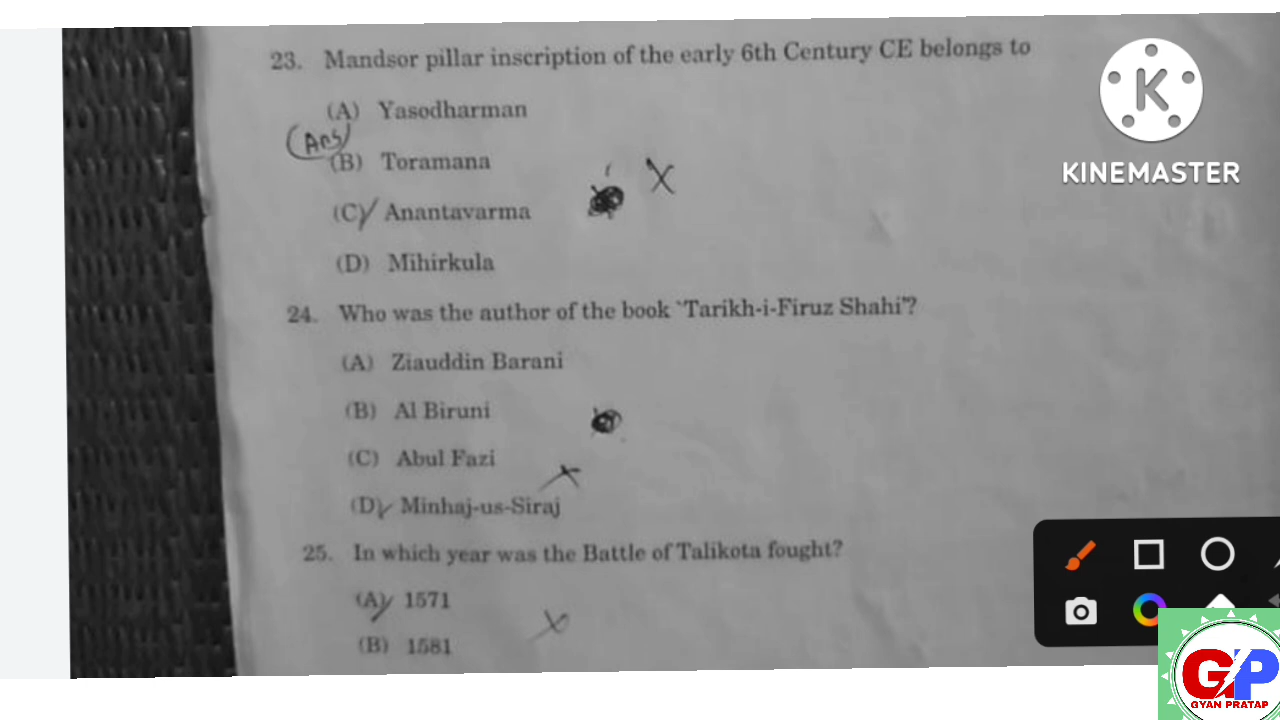 23. Mandsor pillar inscription of the early 6th Century CE belongs to
(A) Yasodharman
(Ans)
(B) Toramana
(C) Anantavarma
(D) Mihirkula
24. Who was the author of the book `Tarikh-i-Firuz Shahi'?
(A) Ziauddin Barani
(B) Al Biruni
(C) Abul Fazi
(D) Minhaj-us-Siraj
25. In which year was the Battle of Talikota fought?
(A) 1571
(B) 1581
K
KINEMASTER
GP
GYAN PRATAP